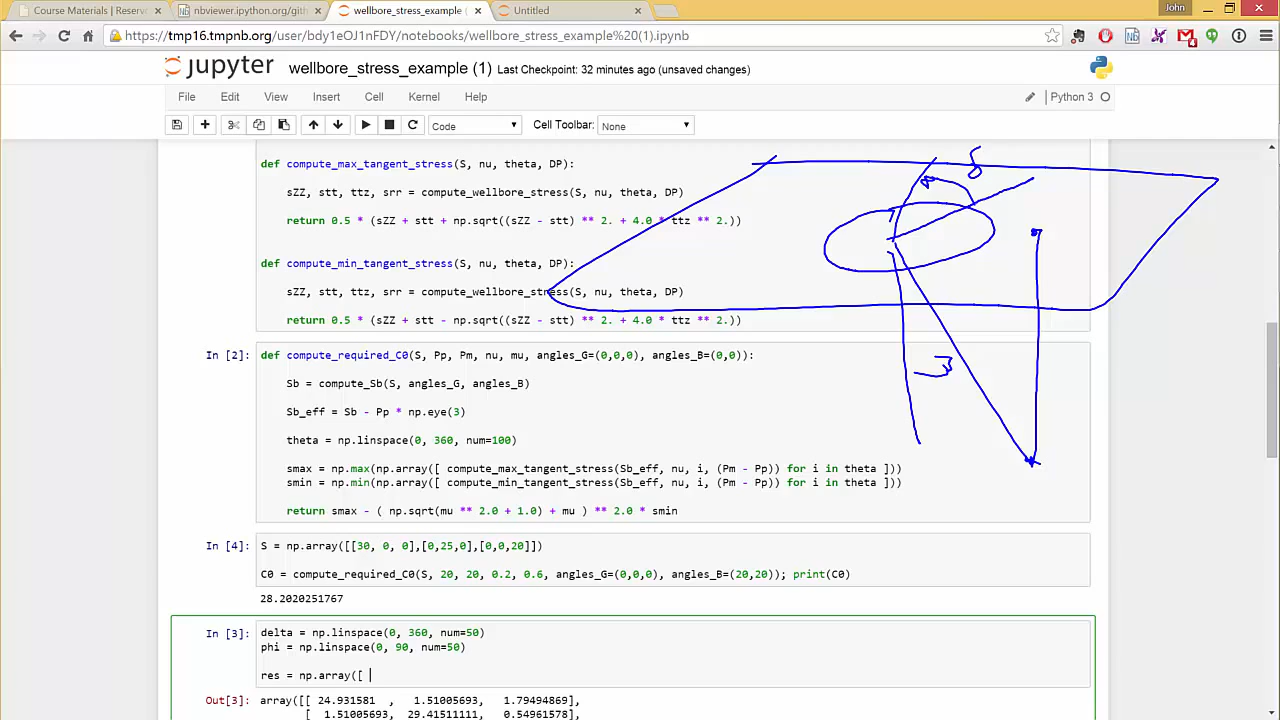 Course Materials | Reserv
nbviewer.ipython.org/gith
wellbore_stress_example (
Untitled
John
https://tmp16.tmpnb.org/user/bdy1eOJ1nFDY/notebooks/wellbore_stress_example%20(1).ipynb
jupyter wellbore_stress_example (1) Last Checkpoint: 32 minutes ago (unsaved changes)
File Edit View Insert Cell Kernel Help Python 3
Code Cell Toolbar: None
def compute_max_tangent_stress(S, nu, theta, DP):
sZZ, stt, ttz, srr = compute_wellbore_stress(S, nu, theta, DP)
return 0.5 * (sZZ + stt + np.sqrt((sZZ - stt) ** 2. + 4.0 * ttz ** 2.))
def compute_min_tangent_stress(S, nu, theta, DP):
sZZ, stt, ttz, srr = compute_wellbore_stress(S, nu, theta, DP)
return 0.5 * (sZZ + stt - np.sqrt((sZZ - stt) ** 2. + 4.0 * ttz ** 2.))
δ
In [2]: def compute_required_C0(S, Pp, Pm, nu, mu, angles_G=(0,0,0), angles_B=(0,0)):
Sb = compute_Sb(S, angles_G, angles_B)
Sb_eff = Sb - Pp * np.eye(3)
theta = np.linspace(0, 360, num=100)
smax = np.max(np.array([ compute_max_tangent_stress(Sb_eff, nu, i, (Pm - Pp)) for i in theta ]))
smin = np.min(np.array([ compute_min_tangent_stress(Sb_eff, nu, i, (Pm - Pp)) for i in theta ]))
return smax - ( np.sqrt(mu ** 2.0 + 1.0) + mu ) ** 2.0 * smin
In [4]: S = np.array([[30, 0, 0],[0,25,0],[0,0,20]])
C0 = compute_required_C0(S, 20, 20, 0.2, 0.6, angles_G=(0,0,0), angles_B=(20,20)); print(C0)
28.2020251767
In [3]: delta = np.linspace(0, 360, num=50)
phi = np.linspace(0, 90, num=50)
res = np.array([
Out[3]: array([[ 24.931581 , 1.51005693, 1.79494869],
[ 1.51005693, 29.41511111, 0.54961578],